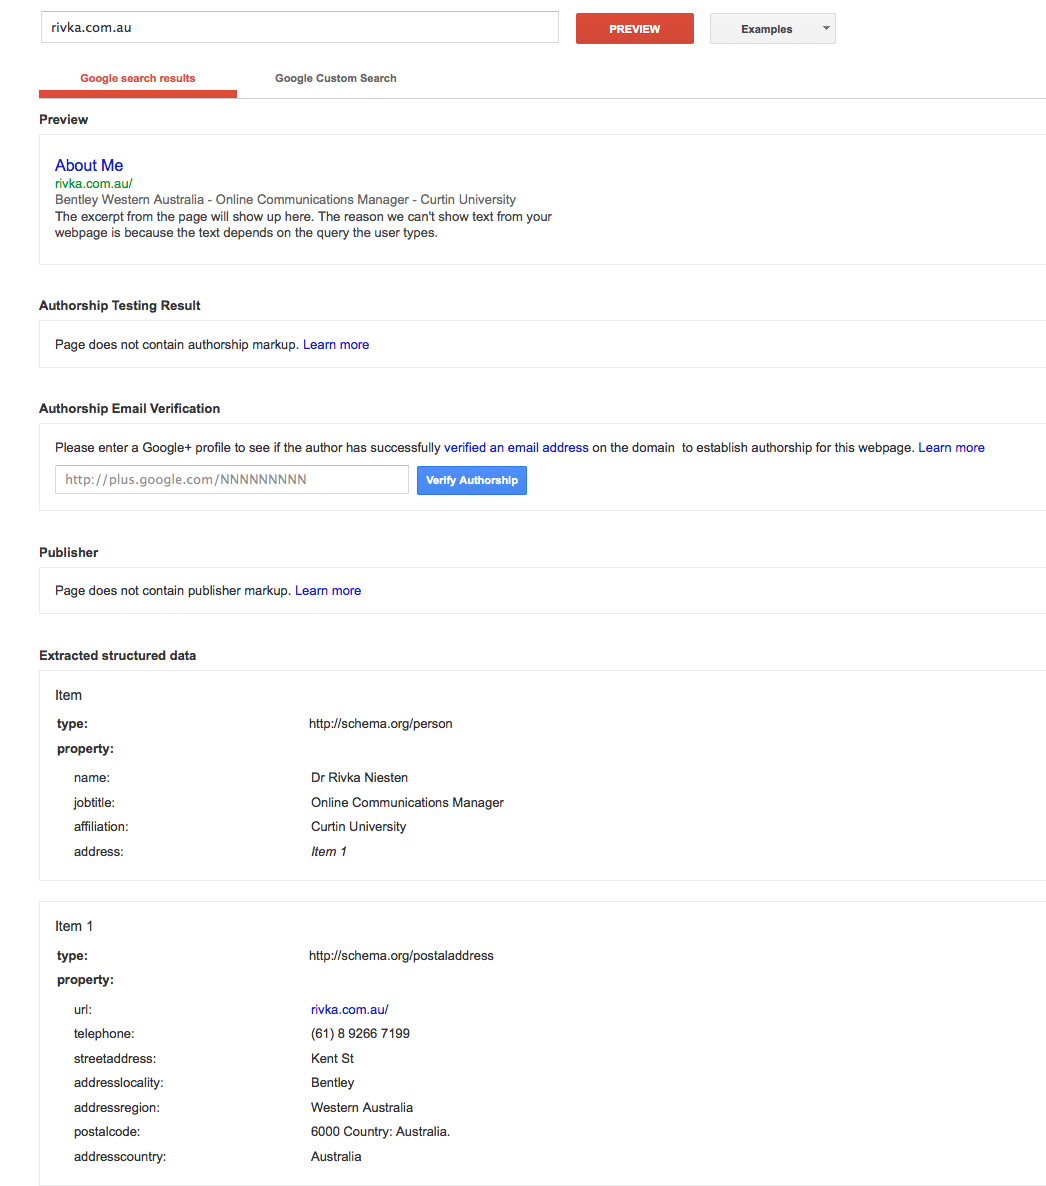 rivka.com.au PREVIEW Examples
Google search results Google Custom Search
Preview
About Me
rivka.com.au/
Bentley Western Australia - Online Communications Manager - Curtin University
The excerpt from the page will show up here. The reason we can't show text from your
webpage is because the text depends on the query the user types.
Authorship Testing Result
Page does not contain authorship markup. Learn more
Authorship Email Verification
Please enter a Google+ profile to see if the author has successfully verified an email address on the domain  to establish authorship for this webpage. Learn more
http://plus.google.com/NNNNNNNNN Verify Authorship
Publisher
Page does not contain publisher markup. Learn more
Extracted structured data
Item
type: http://schema.org/person
property:
name: Dr Rivka Niesten
jobtitle: Online Communications Manager
affiliation: Curtin University
address: Item 1
Item 1
type: http://schema.org/postaladdress
property:
url: rivka.com.au/
telephone: (61) 8 9266 7199
streetaddress: Kent St
addresslocality: Bentley
addressregion: Western Australia
postalcode: 6000 Country: Australia.
addresscountry: Australia